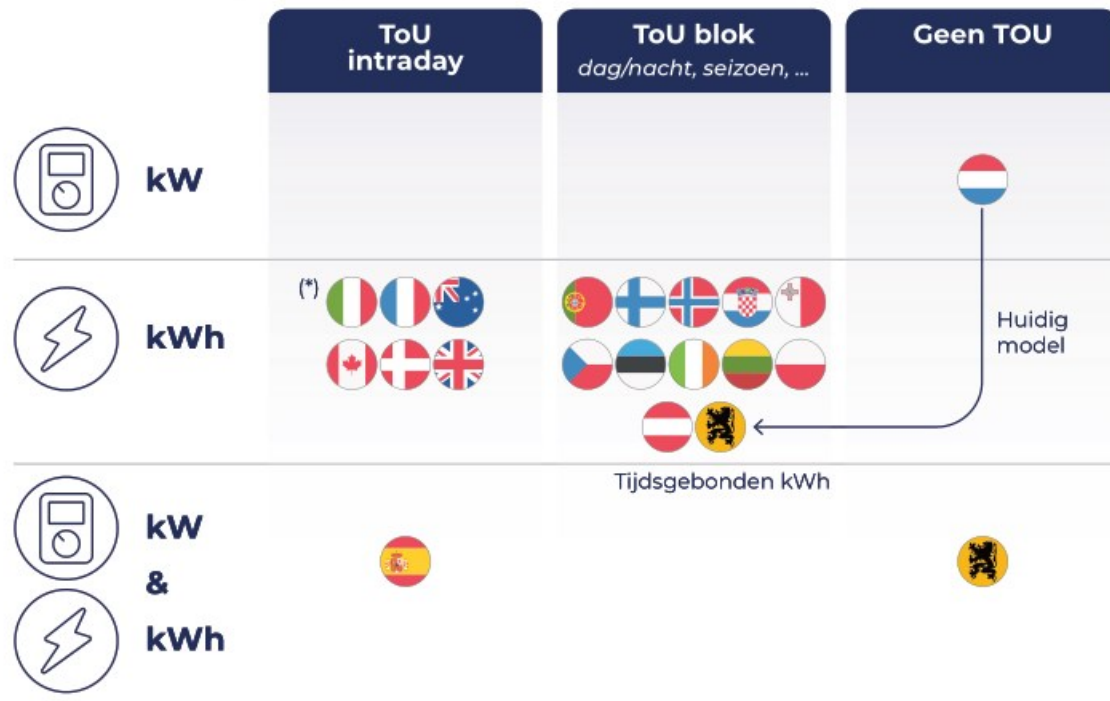 ToU
intraday
ToU blok
dag/nacht, seizoen, ...
Geen TOU
kW
(*)
kWh
Huidig
model
Tijdsgebonden kWh
kW
&
kWh